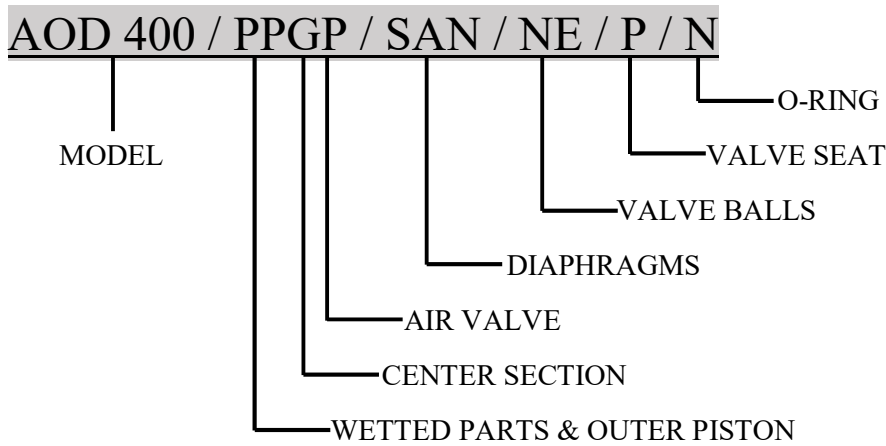 AOD 400 / PPGP / SAN / NE / P / N
O-RING
MODEL
VALVE SEAT
VALVE BALLS
DIAPHRAGMS
AIR VALVE
CENTER SECTION
WETTED PARTS & OUTER PISTON